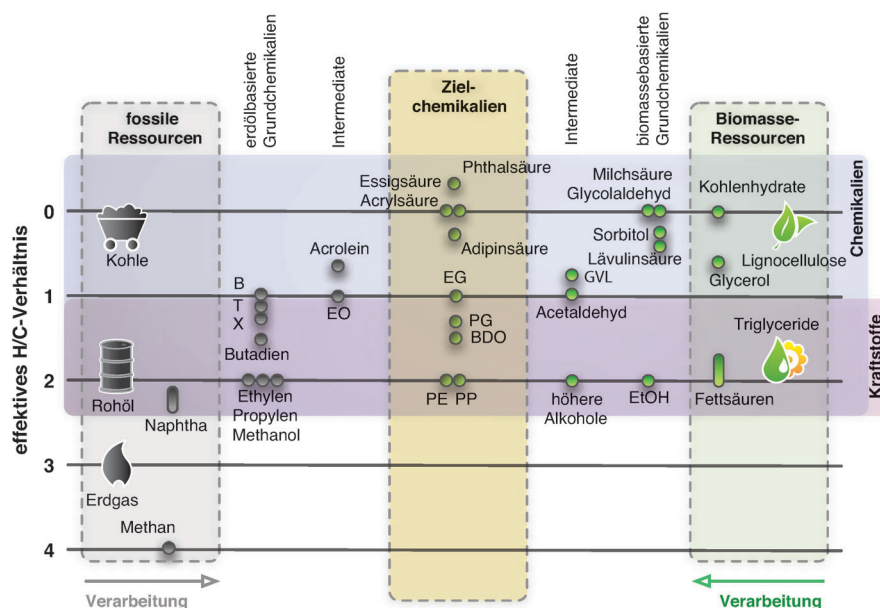 erdölbasierte
Grundchemikalien
Intermediate
Ziel-
chemikalien
Intermediate
biomassebasierte
Grundchemikalien
fossile
Ressourcen
Biomasse-
Ressourcen
effektives H/C-Verhältnis
0
1
2
3
4
Kohle
Rohöl
Naphtha
Erdgas
Methan
B
T
X
Butadien
Ethylen
Propylen
Methanol
Acrolein
EO
Phthalsäure
Essigsäure
Acrylsäure
Adipinsäure
EG
PG
BDO
PE PP
GVL
Acetaldehyd
höhere
Alkohole
Milchsäure
Glycolaldehyd
Sorbitol
Lävulinsäure
EtOH
Kohlenhydrate
Lignocellulose
Glycerol
Triglyceride
Fettsäuren
Chemikalien
Kraftstoffe
Verarbeitung
Verarbeitung